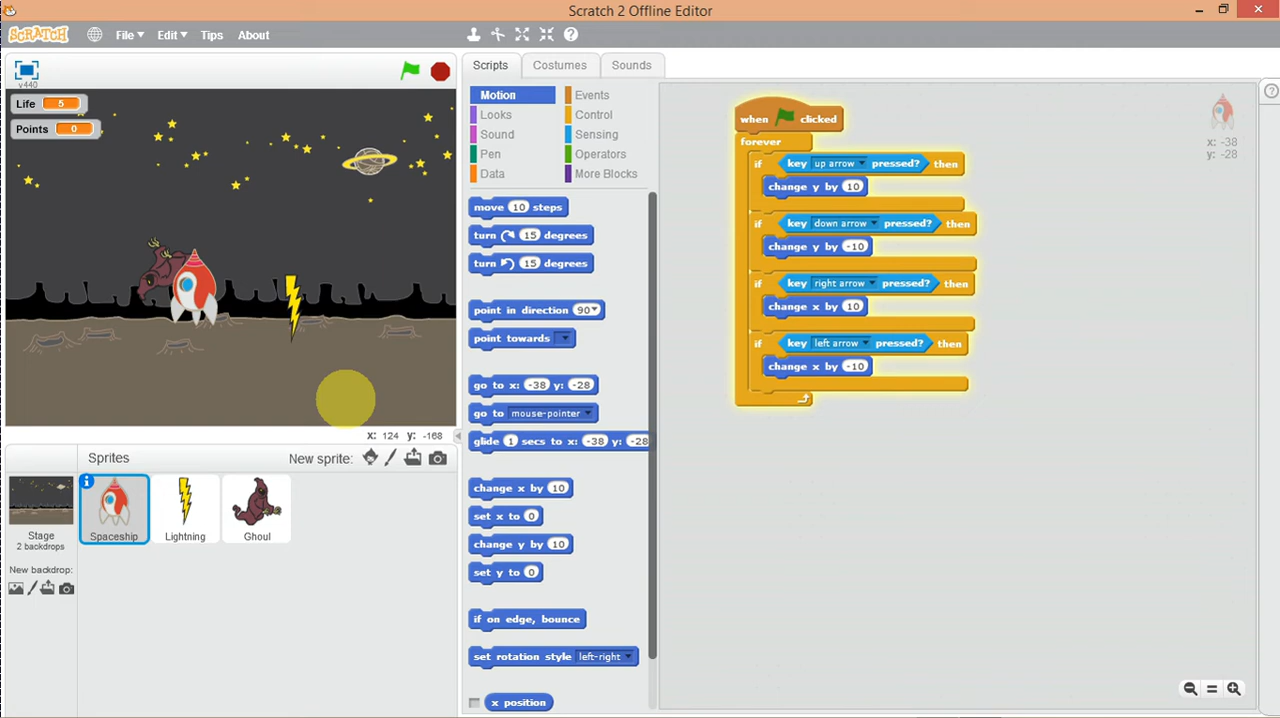 Scratch 2 Offline Editor
SCRATCH File Edit Tips About
v440
Life 5
Points 0
x: 124 y: -168
Sprites New sprite:
Stage
2 backdrops
New backdrop:
Spaceship
Lightning
Ghoul
Scripts Costumes Sounds
Motion Events
Looks Control
Sound Sensing
Pen Operators
Data More Blocks
move 10 steps
turn 15 degrees
turn 15 degrees
point in direction 90
point towards
go to x: -38 y: -28
go to mouse-pointer
glide 1 secs to x: -38 y: -28
change x by 10
set x to 0
change y by 10
set y to 0
if on edge, bounce
set rotation style left-right
x position
when clicked
forever
if key up arrow pressed? then
change y by 10
if key down arrow pressed? then
change y by -10
if key right arrow pressed? then
change x by 10
if key left arrow pressed? then
change x by -10
x: -38
y: -28